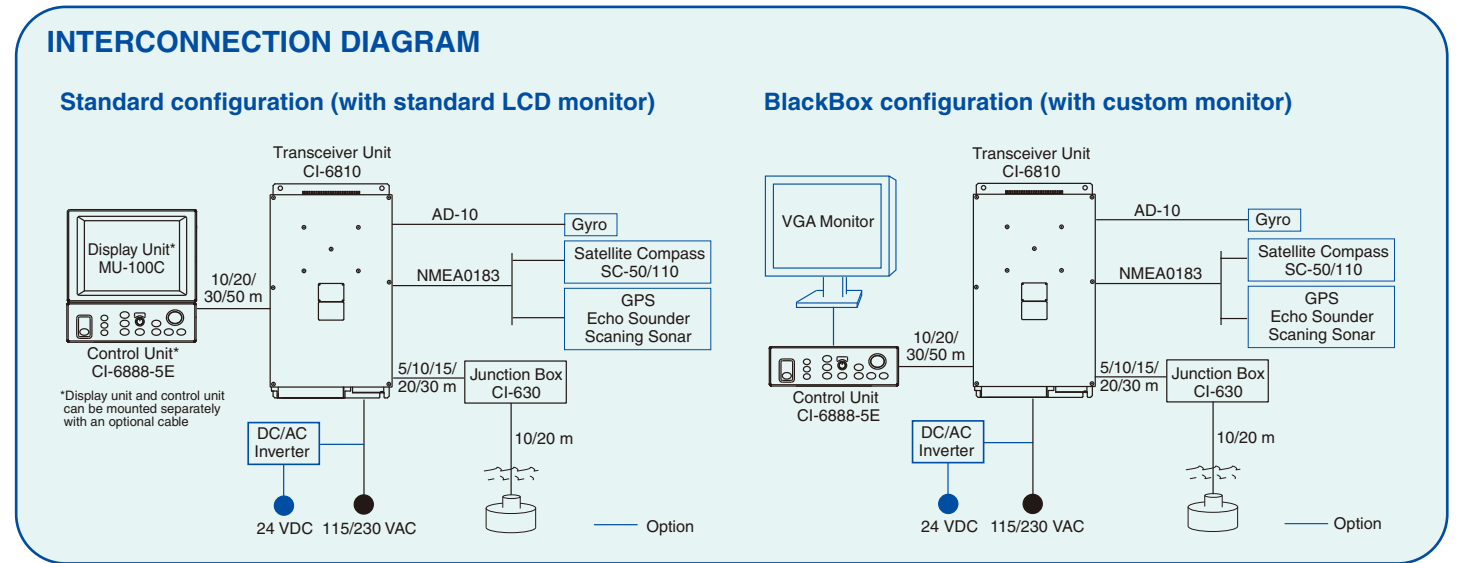 INTERCONNECTION DIAGRAM
Standard configuration (with standard LCD monitor)
Transceiver Unit
CI-6810
Display Unit*
MU-100C
10/20/
30/50 m
Control Unit*
CI-6888-5E
*Display unit and control unit
can be mounted separately
with an optional cable
AD-10
Gyro
NMEA0183
Satellite Compass
SC-50/110
GPS
Echo Sounder
Scaning Sonar
5/10/15/
20/30 m
Junction Box
CI-630
10/20 m
DC/AC
Inverter
24 VDC
115/230 VAC
Option
BlackBox configuration (with custom monitor)
Transceiver Unit
CI-6810
VGA Monitor
10/20/
30/50 m
Control Unit
CI-6888-5E
AD-10
Gyro
NMEA0183
Satellite Compass
SC-50/110
GPS
Echo Sounder
Scaning Sonar
5/10/15/
20/30 m
Junction Box
CI-630
10/20 m
DC/AC
Inverter
24 VDC
115/230 VAC
Option